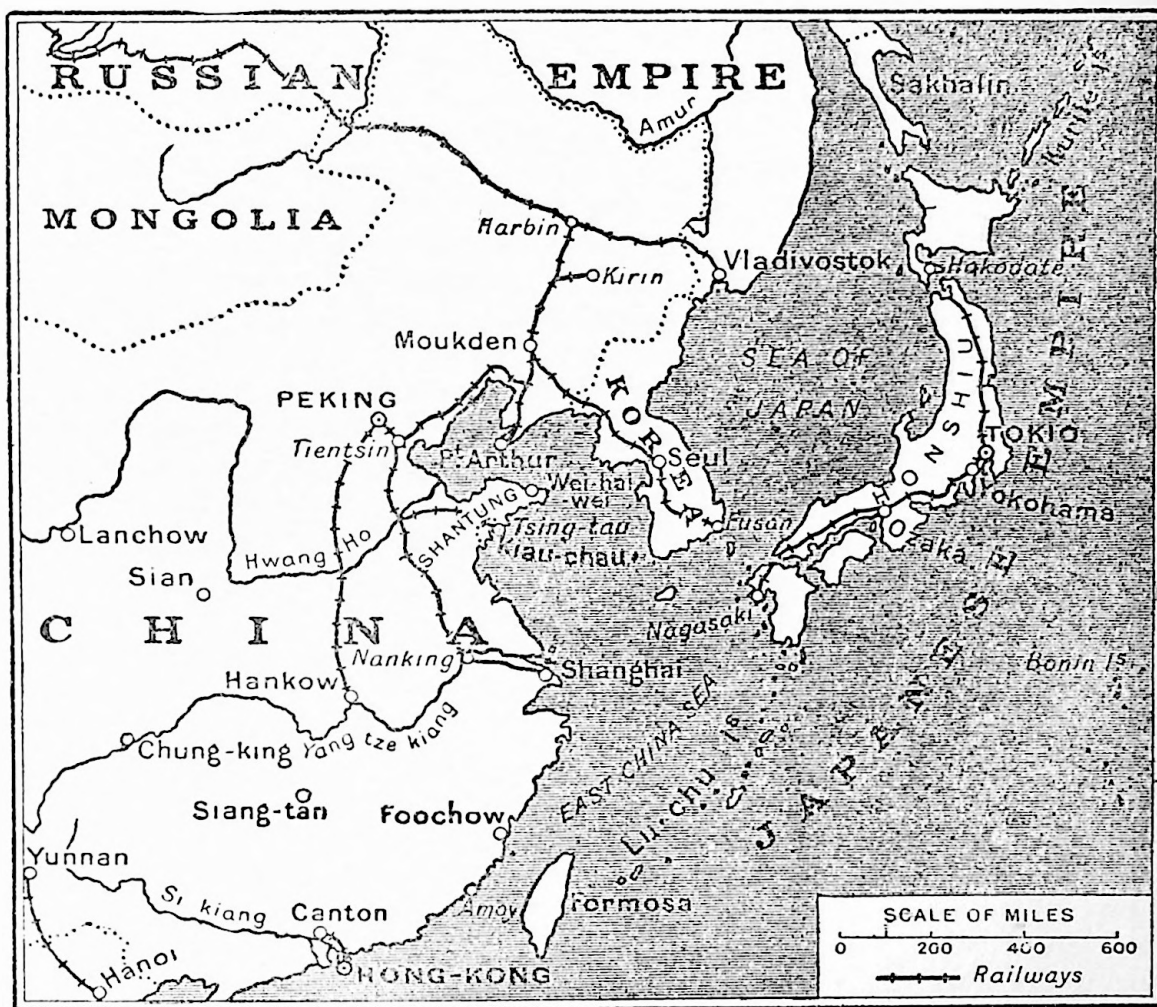 RUSSIAN EMPIRE
Sakhalin
Kurile Is
Amur
MONGOLIA
Harbin
Kirin
Vladivostok
Hakodate
Moukden
SEA OF
JAPAN
KOREA
HONSHIU
PEKING
Tientsin
Pt Arthur
Seul
TOKIO
Yokohama
Wei-hai
-wei
SHANTUNG
Tsing-tau
Kiau-chau
Fusan
Ozaka
Lanchow
Hwang Ho
Sian
CHINA
Nagasaki
Nanking
Shanghai
Bonin Is
Hankow
Chung-king
Yang tze kiang
EAST CHINA SEA
Lu-chu Is
JAPANESE EMPIRE
Siang-tan
Foochow
Yunnan
Si kiang
Canton
Amoy
Formosa
HONG-KONG
Hanoi
SCALE OF MILES
0 200 400 600
Railways